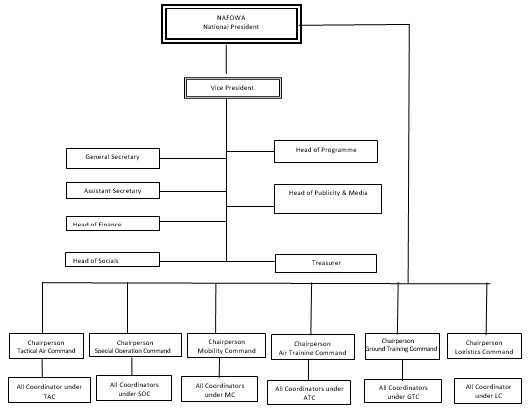 NAFOWA
National President
Vice President
General Secretary
Head of Programme
Assistant Secretary
Head of Publicity & Media
Head of Finance
Head of Socials
Treasurer
Chairperson
Tactical Air Command
Chairperson
Special Operation Command
Chairperson
Mobility Command
Chairperson
Air Training Command
Chairperson
Ground Training Command
Chairperson
Logistics Command
All Coordinator under
TAC
All Coordinators
under SOC
All Coordinators
under MC
All Coordinators under
ATC
All Coordinators
under GTC
All Coordinator
under LC